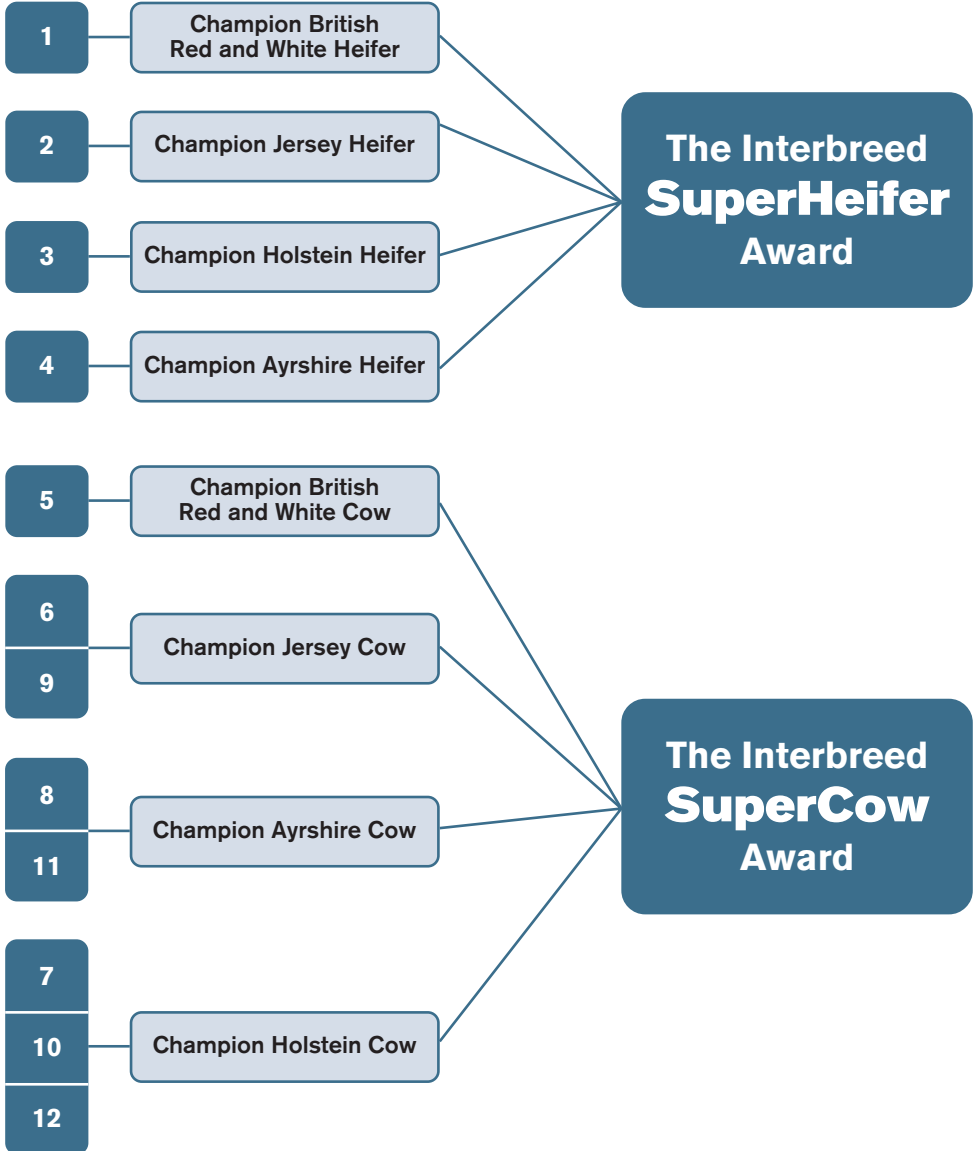 1
Champion British
Red and White Heifer
2
Champion Jersey Heifer
3
Champion Holstein Heifer
4
Champion Ayrshire Heifer
The Interbreed
SuperHeifer
Award
5
Champion British
Red and White Cow
6
9
Champion Jersey Cow
8
11
Champion Ayrshire Cow
7
10
12
Champion Holstein Cow
The Interbreed
SuperCow
Award